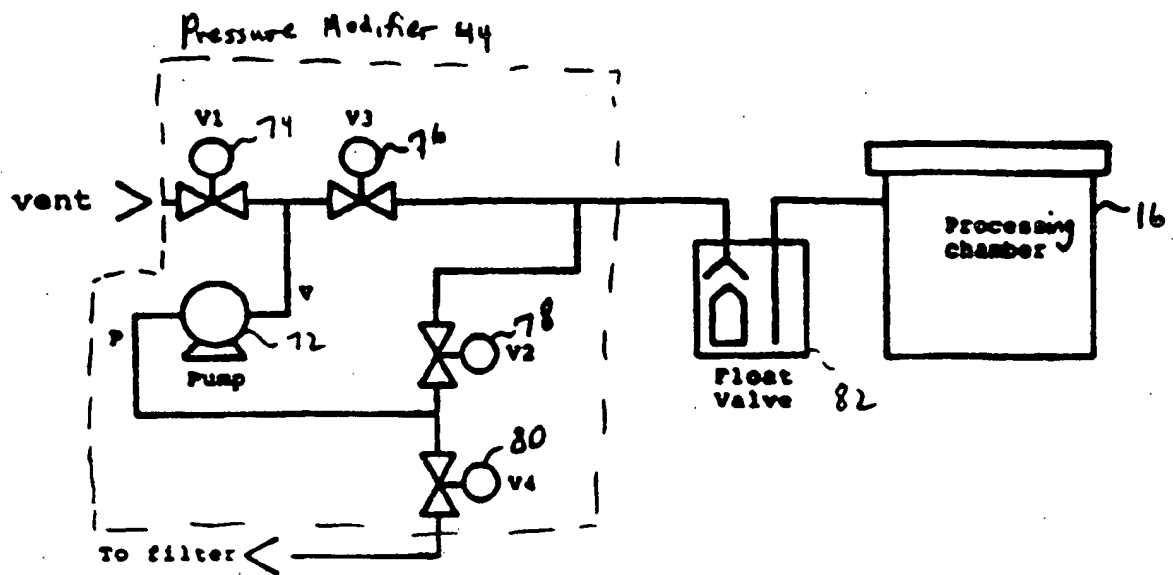 Pressure Modifier 44
V1
74
V3
76
vent
Processing
chamber
16
V
P
72
Pump
78
V2
Float
Valve
82
80
V4
To filter